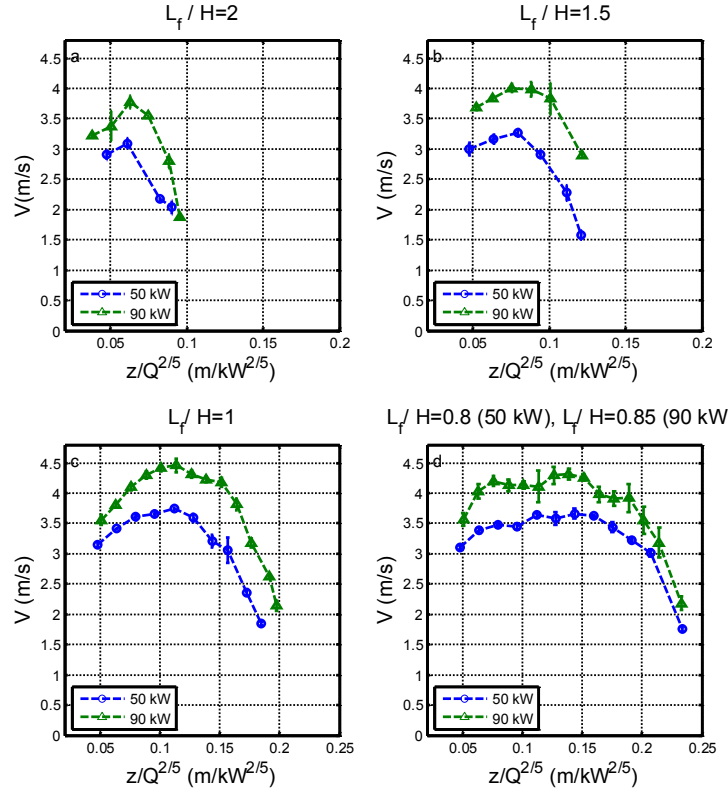 L_f / H=2
a
V(m/s)
4.5
4
3.5
3
2.5
2
1.5
1
0.5
0
50 kW
90 kW
0.05 0.1 0.15 0.2
z/Q^{2/5} (m/kW^{2/5})
L_f / H=1.5
b
V (m/s)
4.5
4
3.5
3
2.5
2
1.5
1
0.5
0
50 kW
90 kW
0.05 0.1 0.15 0.2
z/Q^{2/5} (m/kW^{2/5})
L_f/ H=1
c
V (m/s)
4.5
4
3.5
3
2.5
2
1.5
1
0.5
0
50 kW
90 kW
0.05 0.1 0.15 0.2 0.25
z/Q^{2/5} (m/kW^{2/5})
L_f/ H=0.8 (50 kW), L_f/ H=0.85 (90 kW
d
V (m/s)
4.5
4
3.5
3
2.5
2
1.5
1
0.5
0
50 kW
90 kW
0.05 0.1 0.15 0.2 0.25
z/Q^{2/5} (m/kW^{2/5})